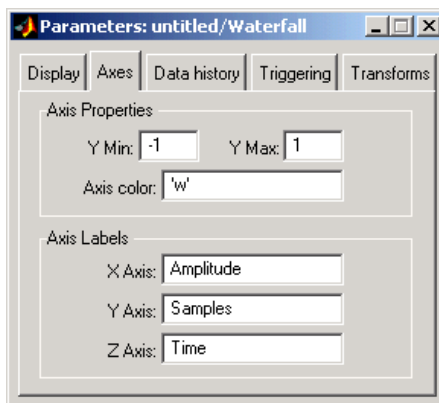 Parameters: untitled/Waterfall
Display Axes Data history Triggering Transforms
Axis Properties
Y Min: -1 Y Max: 1
Axis color: 'w'
Axis Labels
X Axis: Amplitude
Y Axis: Samples
Z Axis: Time